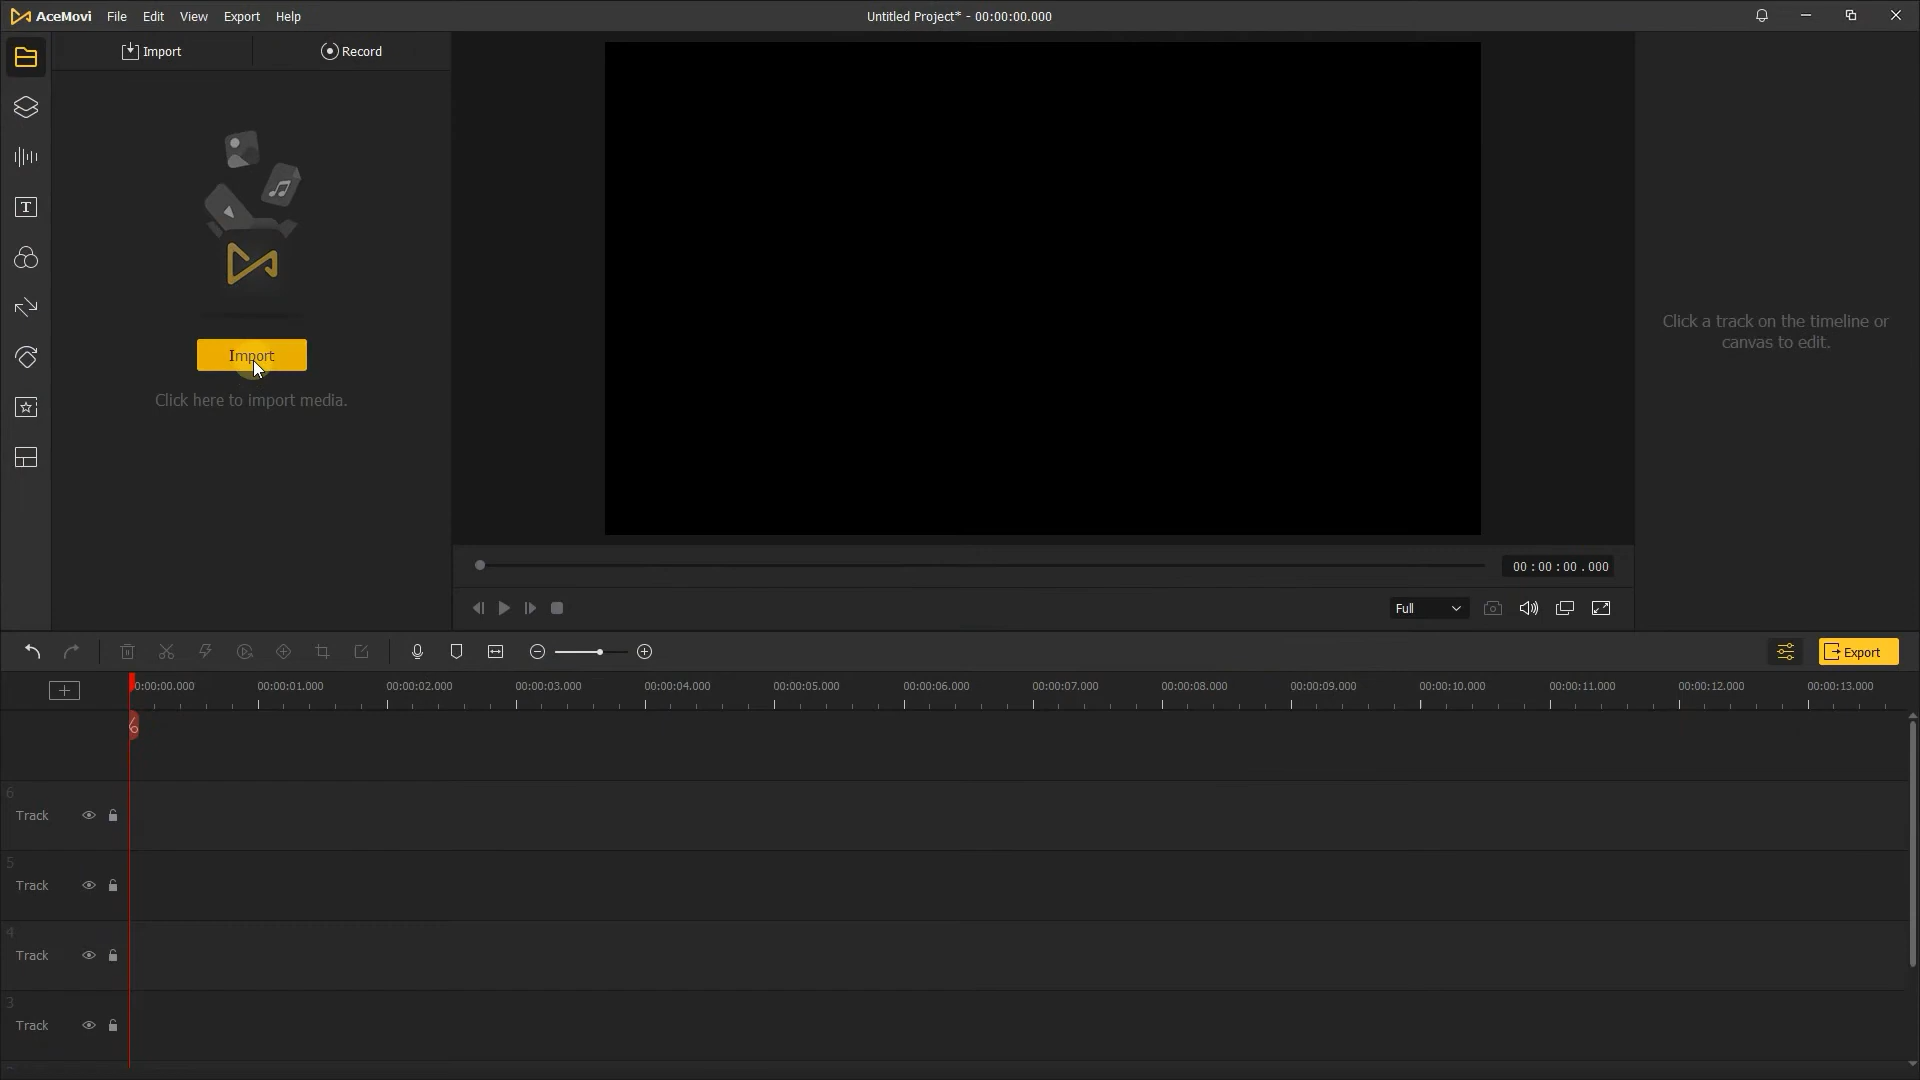 AceMovi File Edit View Export Help Untitled Project* - 00:00:00.000
Import Record
T
Import
Click here to import media.
Click a track on the timeline or
canvas to edit.
00:00:00.000
Full
Export
0:00:00.000 00:00:01.000 00:00:02.000 00:00:03.000 00:00:04.000 00:00:05.000 00:00:06.000 00:00:07.000 00:00:08.000 00:00:09.000 00:00:10.000 00:00:11.000 00:00:12.000 00:00:13.000
6
Track
5
Track
4
Track
3
Track